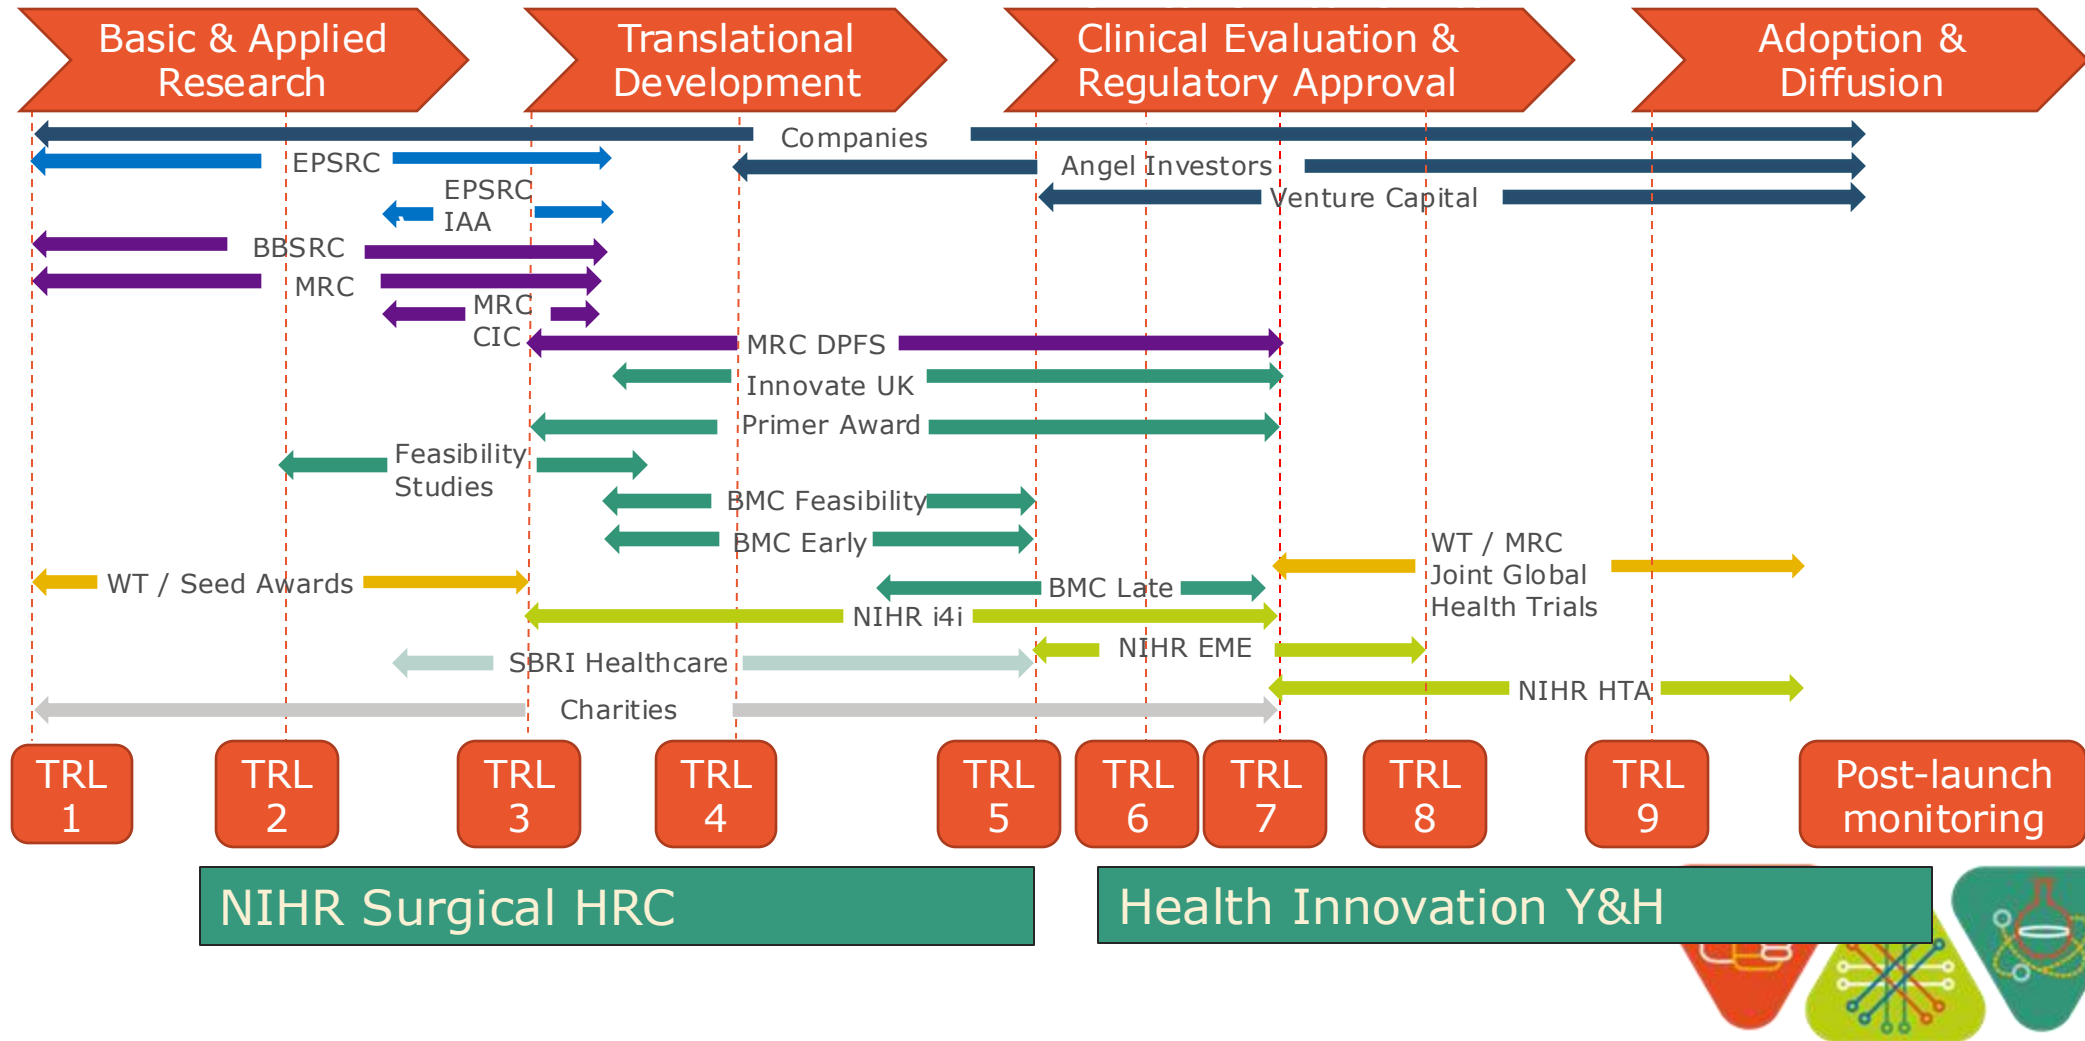 Basic & Applied
Research
Translational
Development
Clinical Evaluation &
Regulatory Approval
Adoption &
Diffusion
Companies
EPSRC
Angel Investors
EPSRC
IAA
Venture Capital
BBSRC
MRC
MRC
CIC
MRC DPFS
Innovate UK
Primer Award
Feasibility
Studies
BMC Feasibility
BMC Early
WT / MRC
Joint Global
Health Trials
WT / Seed Awards
BMC Late
NIHR i4i
NIHR EME
SBRI Healthcare
NIHR HTA
Charities
TRL
1
TRL
2
TRL
3
TRL
4
TRL
5
TRL
6
TRL
7
TRL
8
TRL
9
Post-launch
monitoring
NIHR Surgical HRC
Health Innovation Y&H